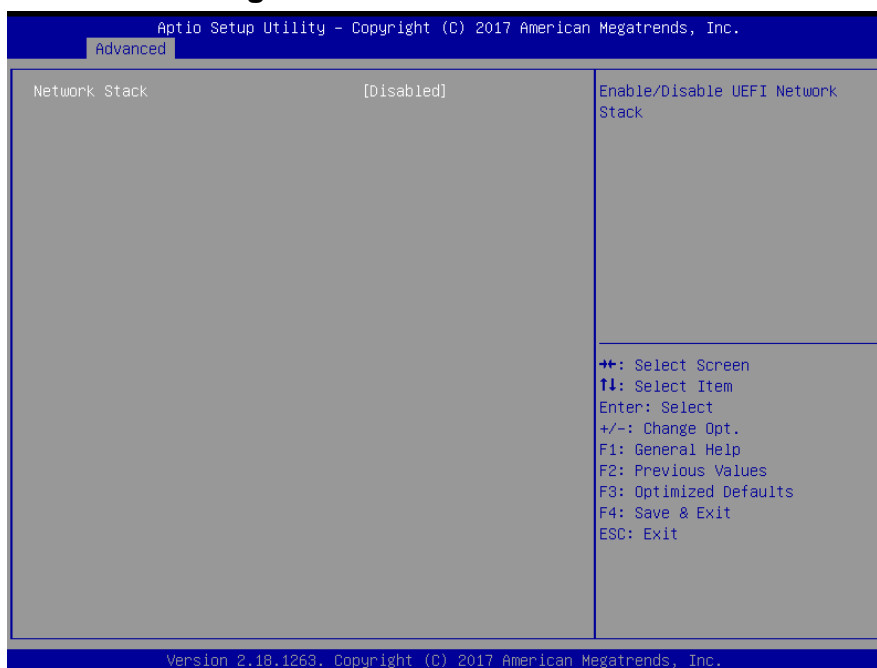 Aptio Setup Utility – Copyright (C) 2017 American Megatrends, Inc.
Advanced
Network Stack [Disabled]
Enable/Disable UEFI Network
Stack
→←: Select Screen
↑↓: Select Item
Enter: Select
+/-: Change Opt.
F1: General Help
F2: Previous Values
F3: Optimized Defaults
F4: Save & Exit
ESC: Exit
Version 2.18.1263. Copyright (C) 2017 American Megatrends, Inc.